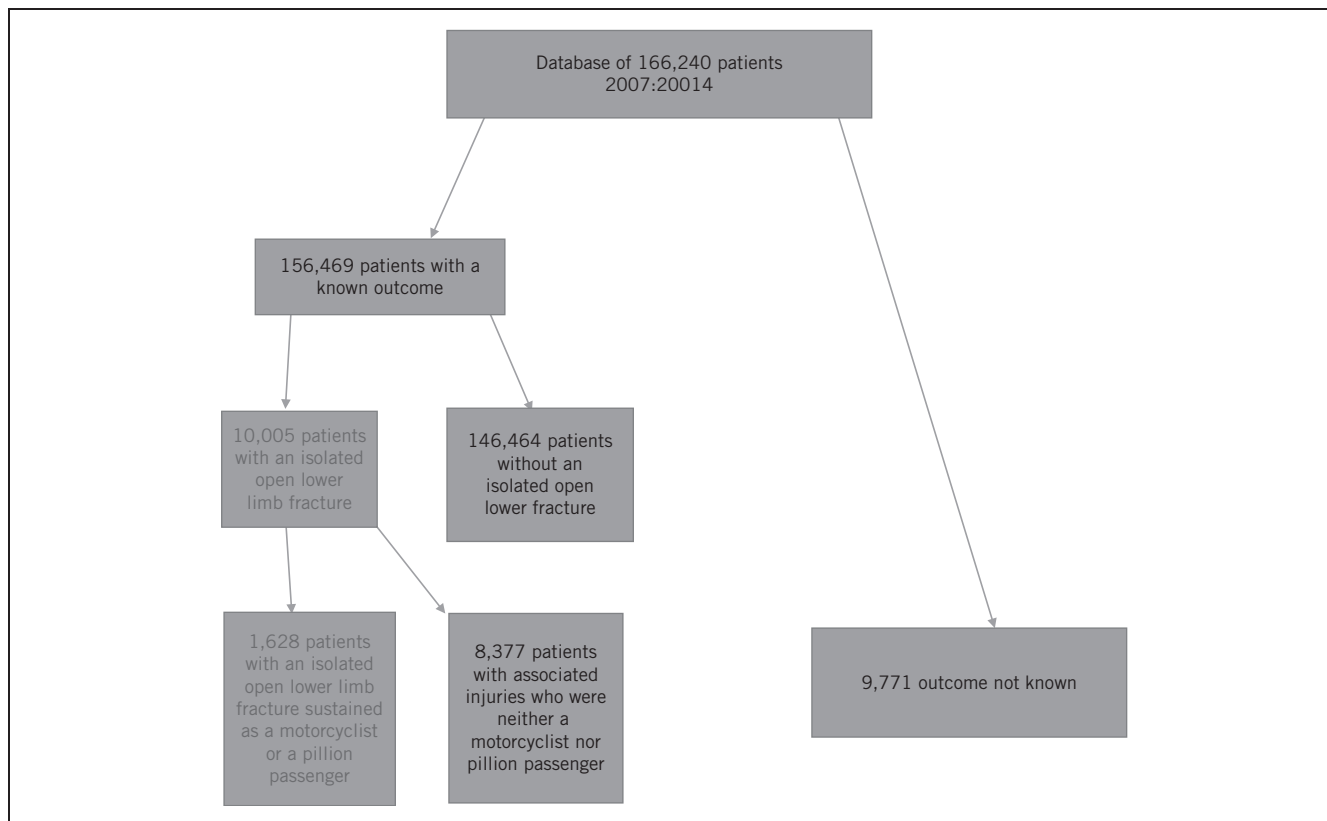 Database of 166,240 patients
2007:20014
156,469 patients with a
known outcome
10,005 patients
with an isolated
open lower
limb fracture
146,464 patients
without an
isolated open
lower fracture
1,628 patients
with an isolated
open lower limb
fracture sustained
as a motorcyclist
or a pillion
passenger
8,377 patients
with associated
injuries who were
neither a
motorcyclist nor
pillion passenger
9,771 outcome not known